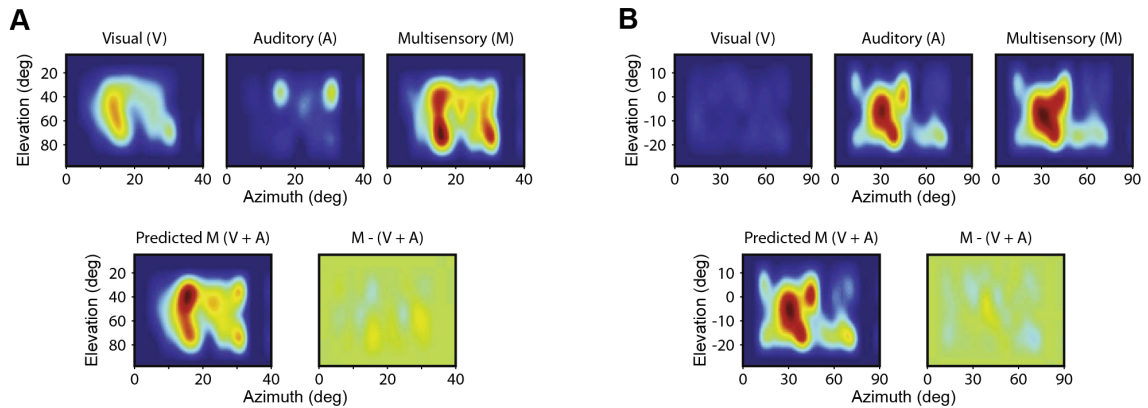 A
B
Visual (V)
Auditory (A)
Multisensory (M)
Visual (V)
Auditory (A)
Multisensory (M)
Elevation (deg)
20
40
60
80
0
20
40
0
20
40
0
20
40
Azimuth (deg)
Elevation (deg)
10
0
-10
-20
0
30
60
90
0
30
60
90
0
30
60
90
Azimuth (deg)
Predicted M (V + A)
M - (V + A)
Predicted M (V + A)
M - (V + A)
Elevation (deg)
20
40
60
80
0
20
40
0
20
40
Azimuth (deg)
Elevation (deg)
10
0
-10
-20
0
30
60
90
0
30
60
90
Azimuth (deg)